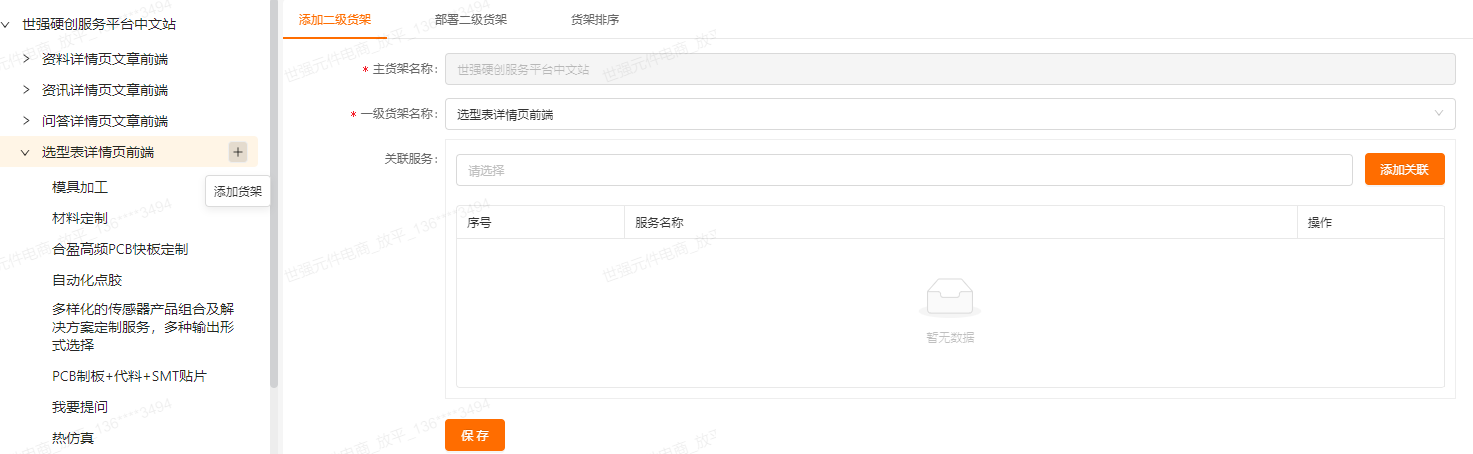 世强硬创服务平台中文站
资料详情页文章前端
资讯详情页文章前端
问答详情页文章前端
选型表详情页前端
添加货架
模具加工
材料定制
合盈高频PCB快板定制
自动化点胶
多样化的传感器产品组合及解
决方案定制服务，多种输出形
式选择
PCB制板+代料+SMT贴片
我要提问
热仿真
添加二级货架 部署二级货架 货架排序
* 主货架名称: 世强硬创服务平台中文站
* 一级货架名称: 选型表详情页前端
关联服务: 请选择 添加关联
序号 服务名称 操作
暂无数据
保存
世强元件电商_放平_136****3494